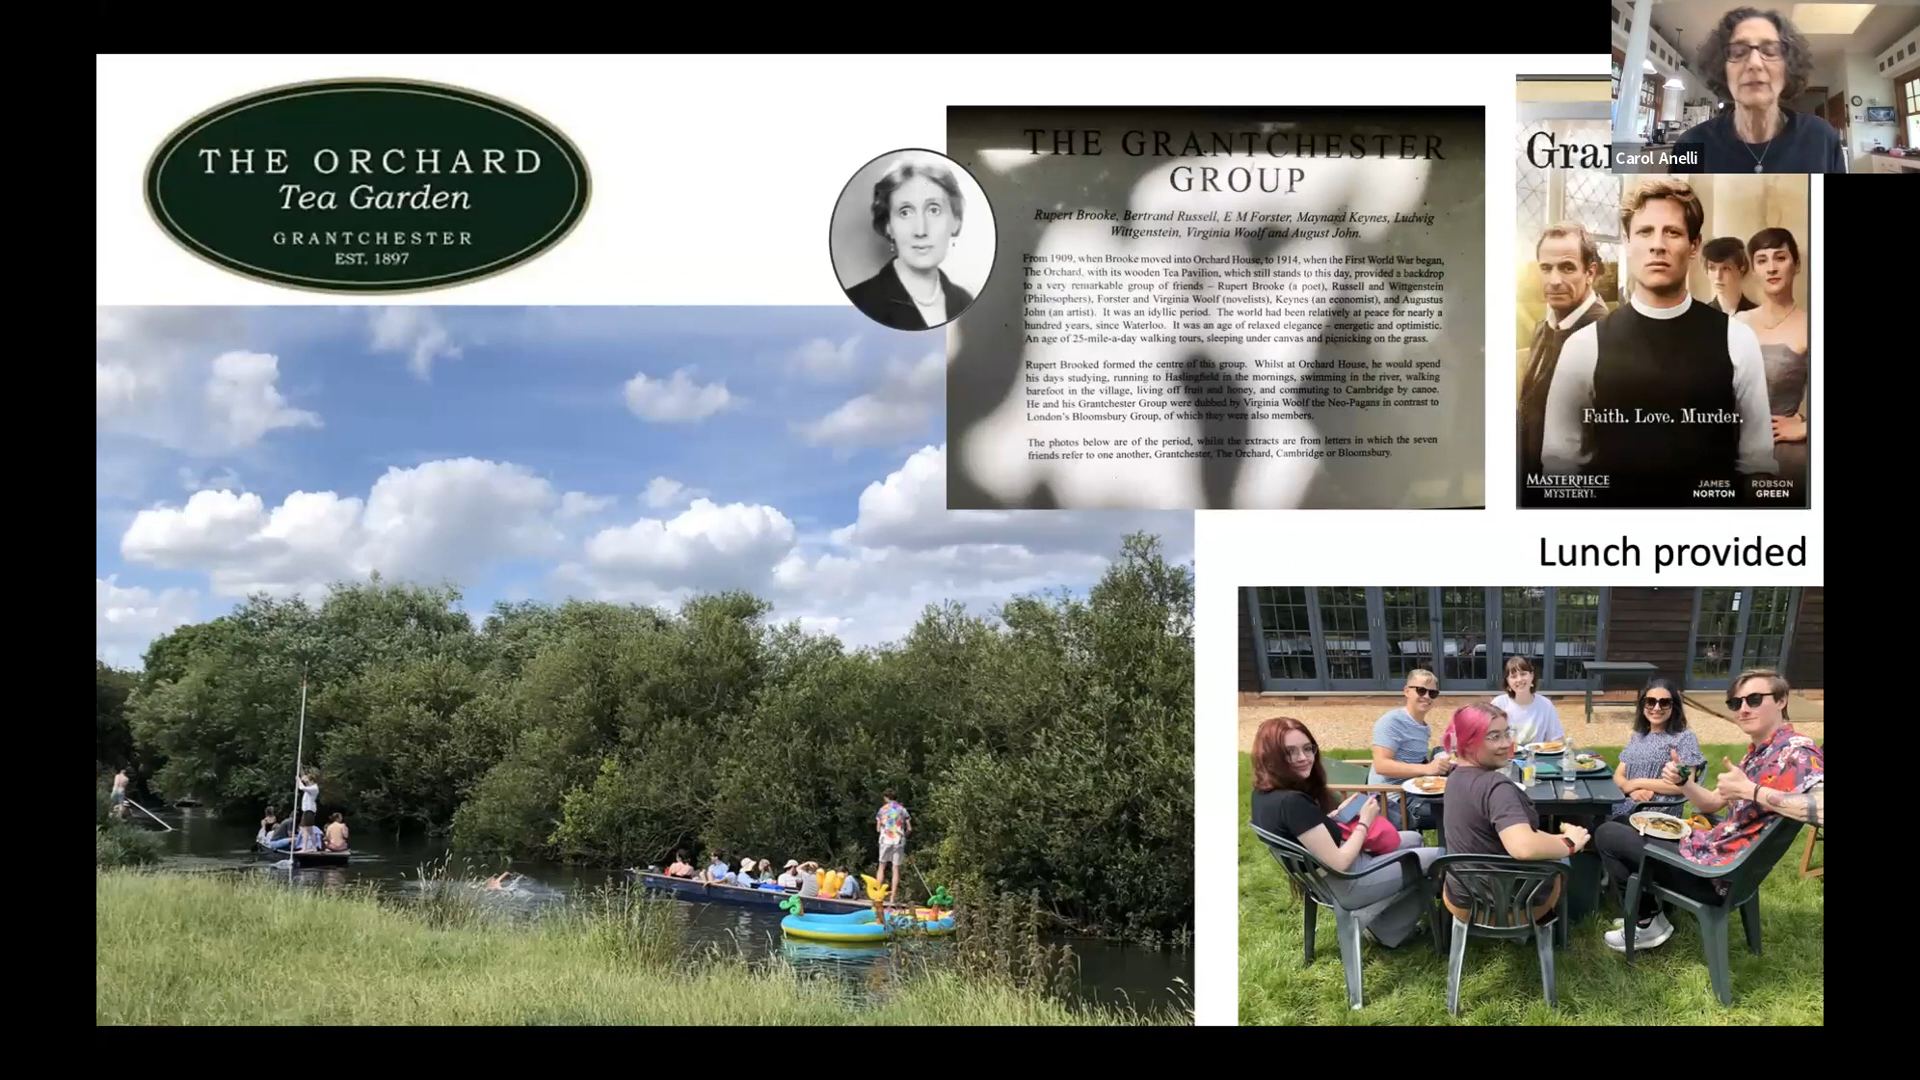 THE ORCHARD
Tea Garden
GRANTCHESTER
EST. 1897
THE GRANTCHESTER
GROUP
Rupert Brooke, Bertrand Russell, E M Forster, Maynard Keynes, Ludwig
Wittgenstein, Virginia Woolf and August John.
From 1909, when Brooke moved into Orchard House, to 1914, when the First World War began,
The Orchard, with its wooden Tea Pavilion, which still stands to this day, provided a backdrop
to a very remarkable group of friends – Rupert Brooke (a poet), Russell and Wittgenstein
(Philosophers), Forster and Virginia Woolf (novelists), Keynes (an economist), and Augustus
John (an artist). It was an idyllic period. The world had been relatively at peace for nearly a
hundred years, since Waterloo. It was an age of relaxed elegance – energetic and optimistic.
An age of 25-mile-a-day walking tours, sleeping under canvas and picnicking on the grass.
Rupert Brooked formed the centre of this group. Whilst at Orchard House, he would spend
his days studying, running to Haslingfield in the mornings, swimming in the river, walking
barefoot in the village, living off fruit and honey, and commuting to Cambridge by canoe.
He and his Grantchester Group were dubbed by Virginia Woolf the Neo-Pagans in contrast to
London's Bloomsbury Group, of which they were also members.
The photos below are of the period, whilst the extracts are from letters in which the seven
friends refer to one another, Grantchester, The Orchard, Cambridge or Bloomsbury.
Gra
Carol Anelli
Faith. Love. Murder.
MASTERPIECE
MYSTERY!
JAMES
NORTON
ROBSON
GREEN
Lunch provided